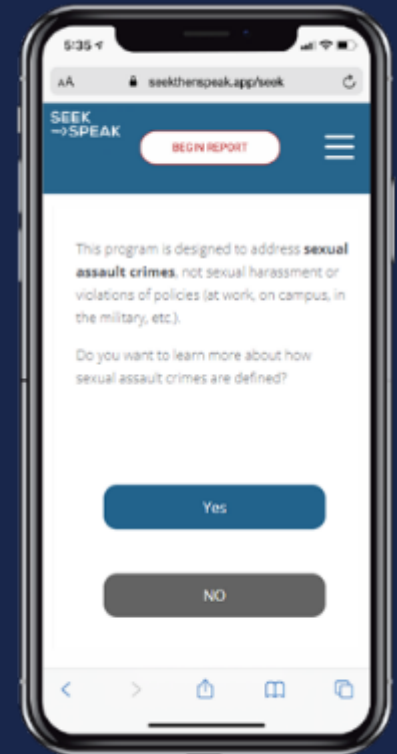 5:35
AA seekthenspeak.app/seek
SEEK
→SPEAK
BEGIN REPORT
This program is designed to address sexual
assault crimes, not sexual harassment or
violations of policies (at work, on campus, in
the military, etc.).
Do you want to learn more about how
sexual assault crimes are defined?
Yes
NO